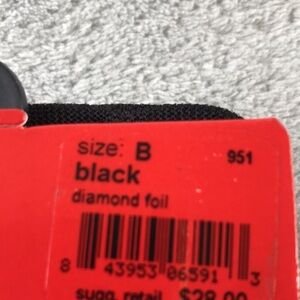 size: B 951
black
diamond foil
8 43953 06591 3
sugg. retail $28.00